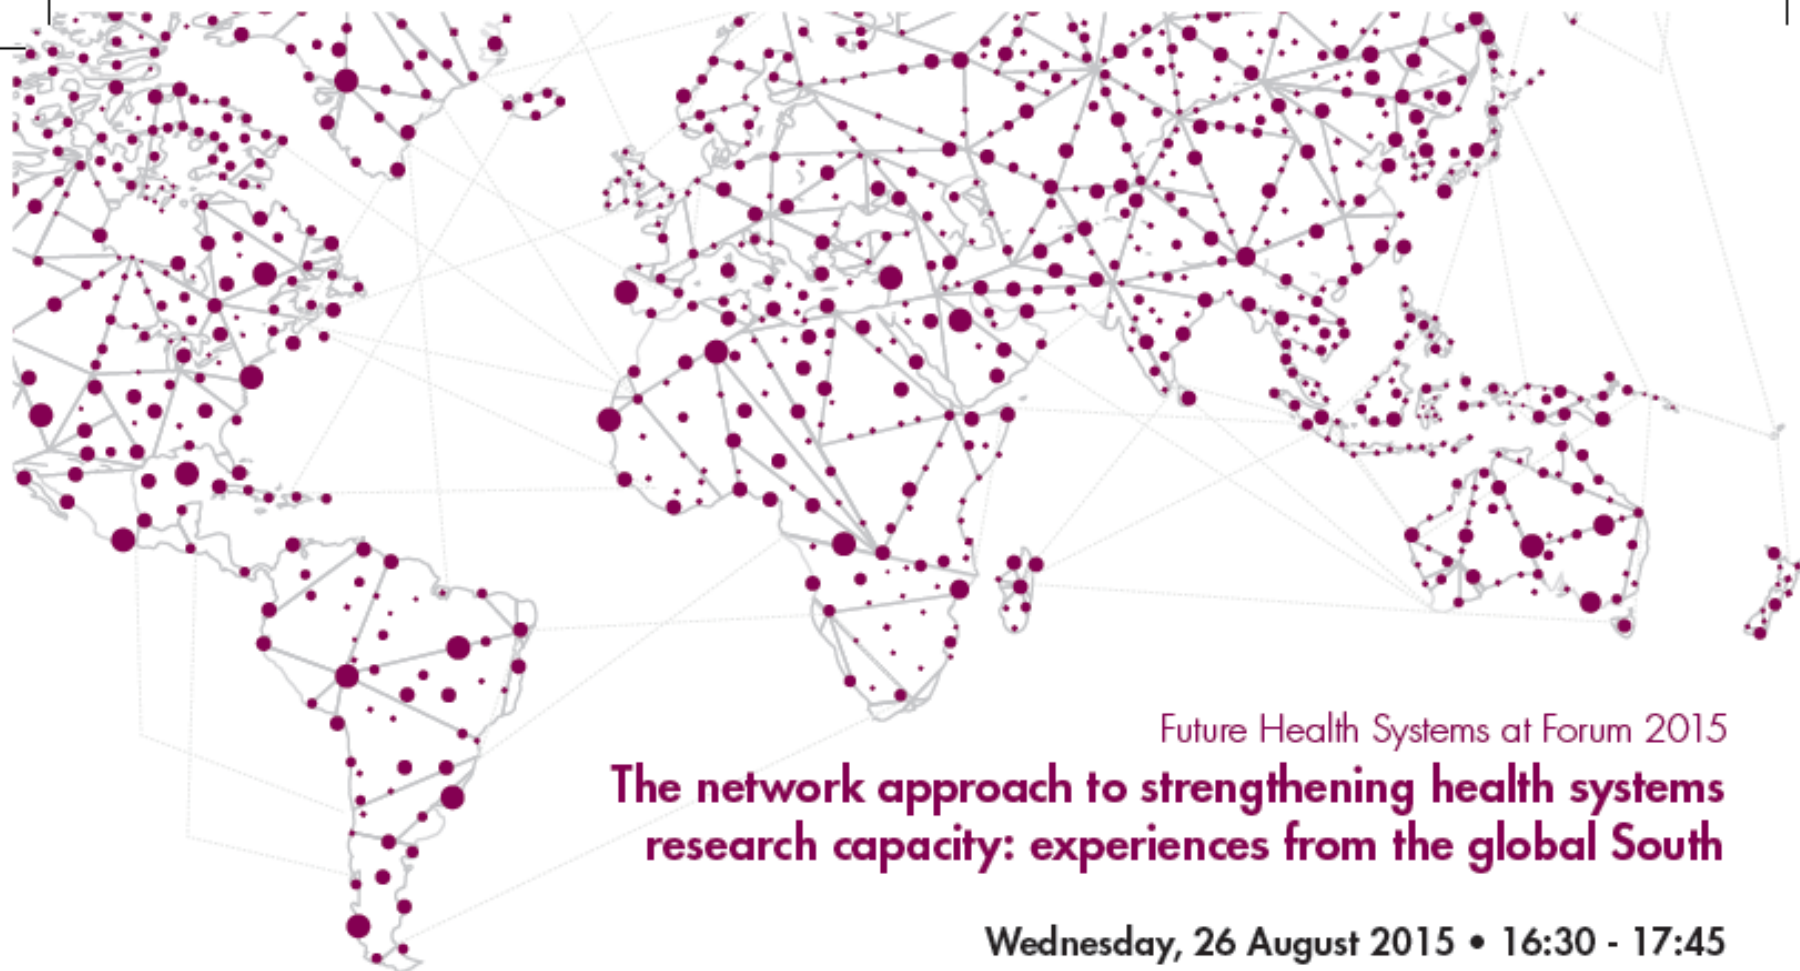 Future Health Systems at Forum 2015
The network approach to strengthening health systems
research capacity: experiences from the global South
Wednesday, 26 August 2015 • 16:30 - 17:45